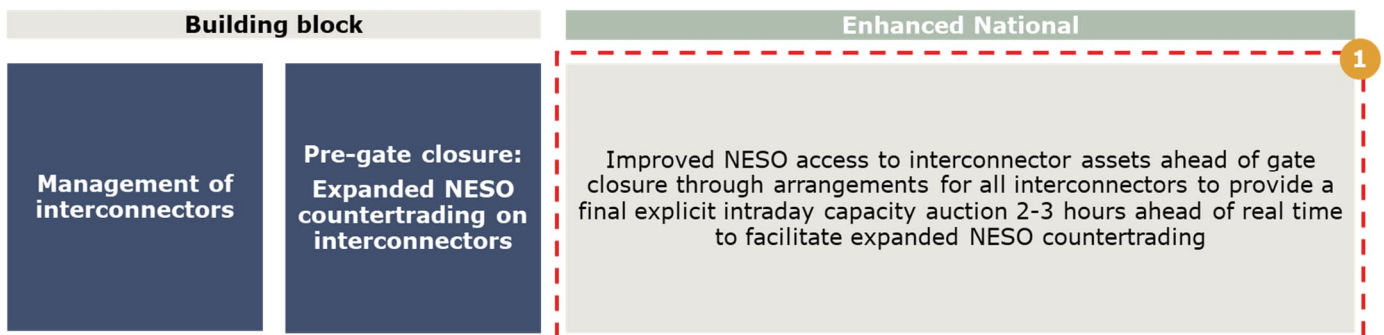 Building block
Enhanced National
1
Management of
interconnectors
Pre-gate closure:
Expanded NESO
countertrading on
interconnectors
Improved NESO access to interconnector assets ahead of gate
closure through arrangements for all interconnectors to provide a
final explicit intraday capacity auction 2-3 hours ahead of real time
to facilitate expanded NESO countertrading